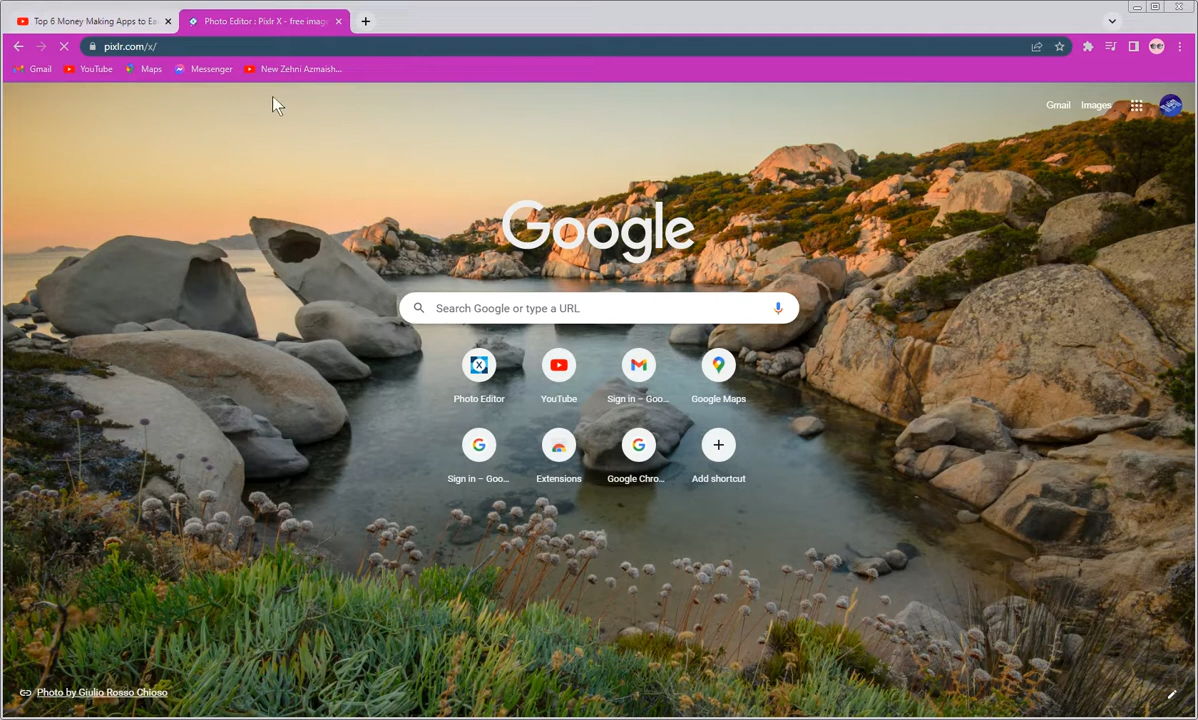 Top 6 Money Making Apps to Ea
Photo Editor : Pixlr X - free imag
pixlr.com/x/
Gmail
YouTube
Maps
Messenger
New Zehni Azmaish...
Gmail
Images
Google
Search Google or type a URL
Photo Editor
YouTube
Sign in – Goo...
Google Maps
Sign in – Goo...
Extensions
Google Chro...
Add shortcut
Photo by Giulio Rosso Chioso